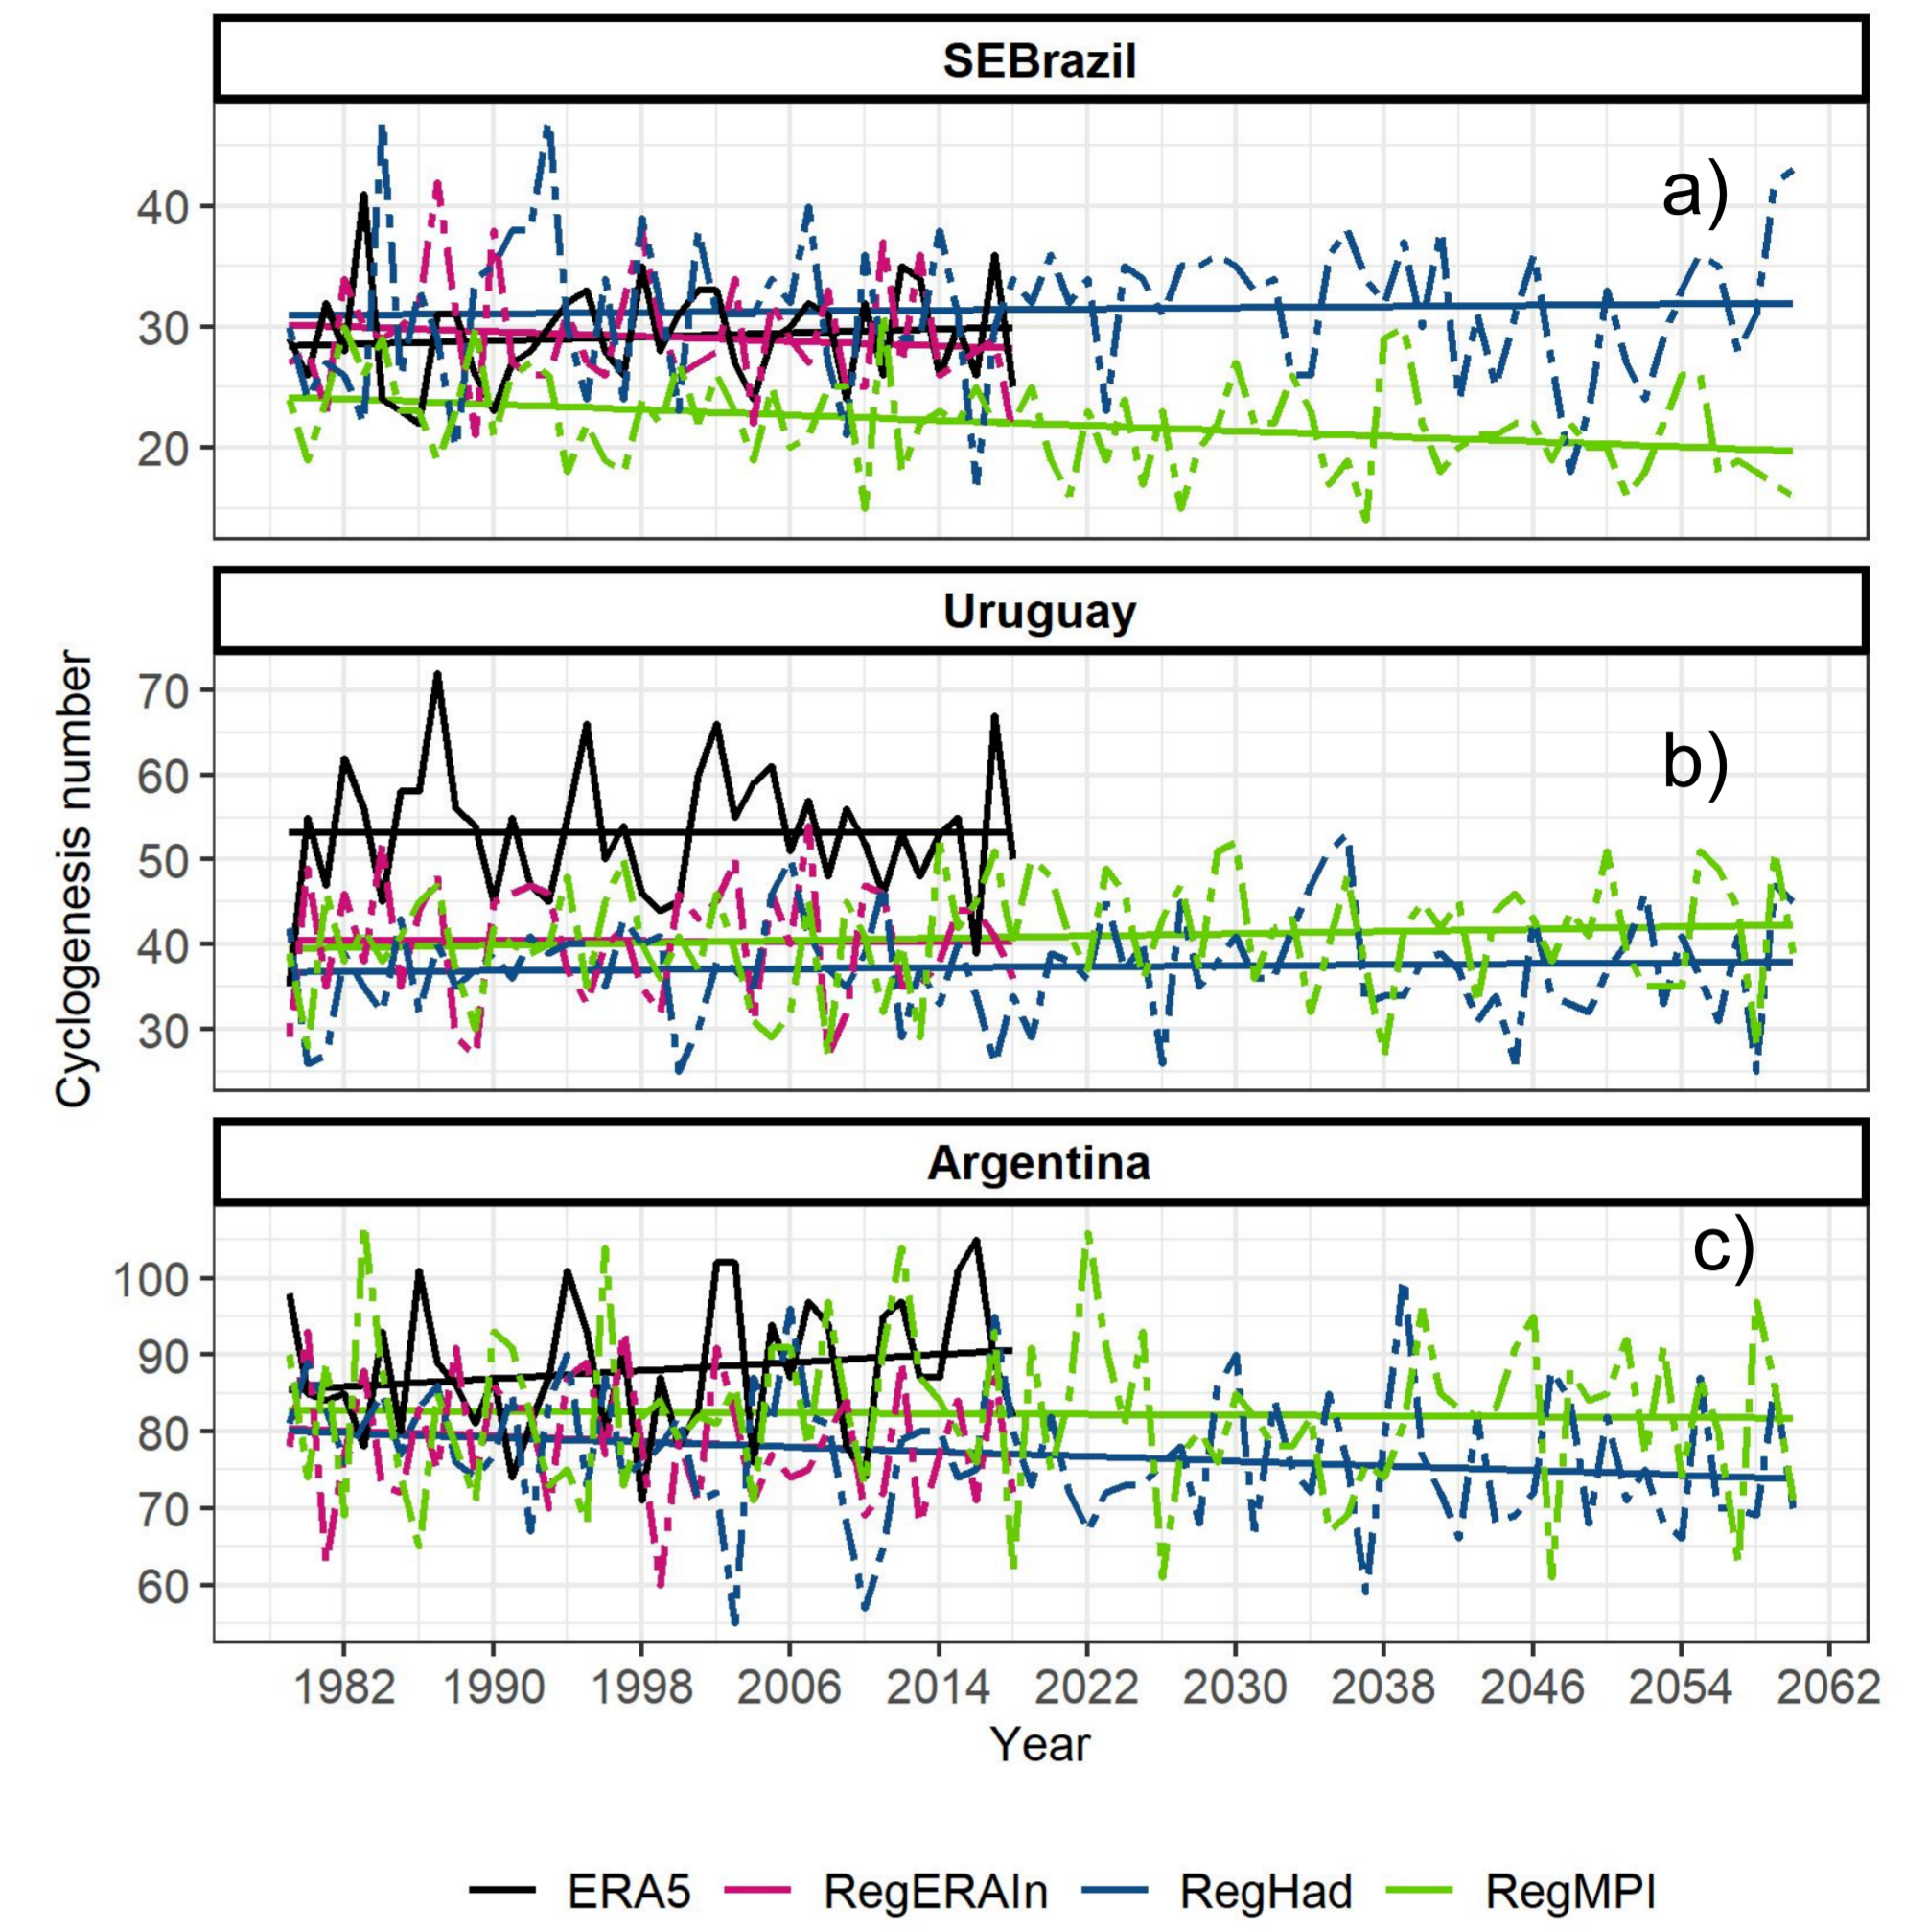 SEBrazil
a)
40
30
20
Uruguay
b)
70
60
50
40
30
Cyclogenesis number
Argentina
c)
100
90
80
70
60
1982 1990 1998 2006 2014 2022 2030 2038 2046 2054 2062
Year
ERA5 RegERAIn RegHad RegMPI